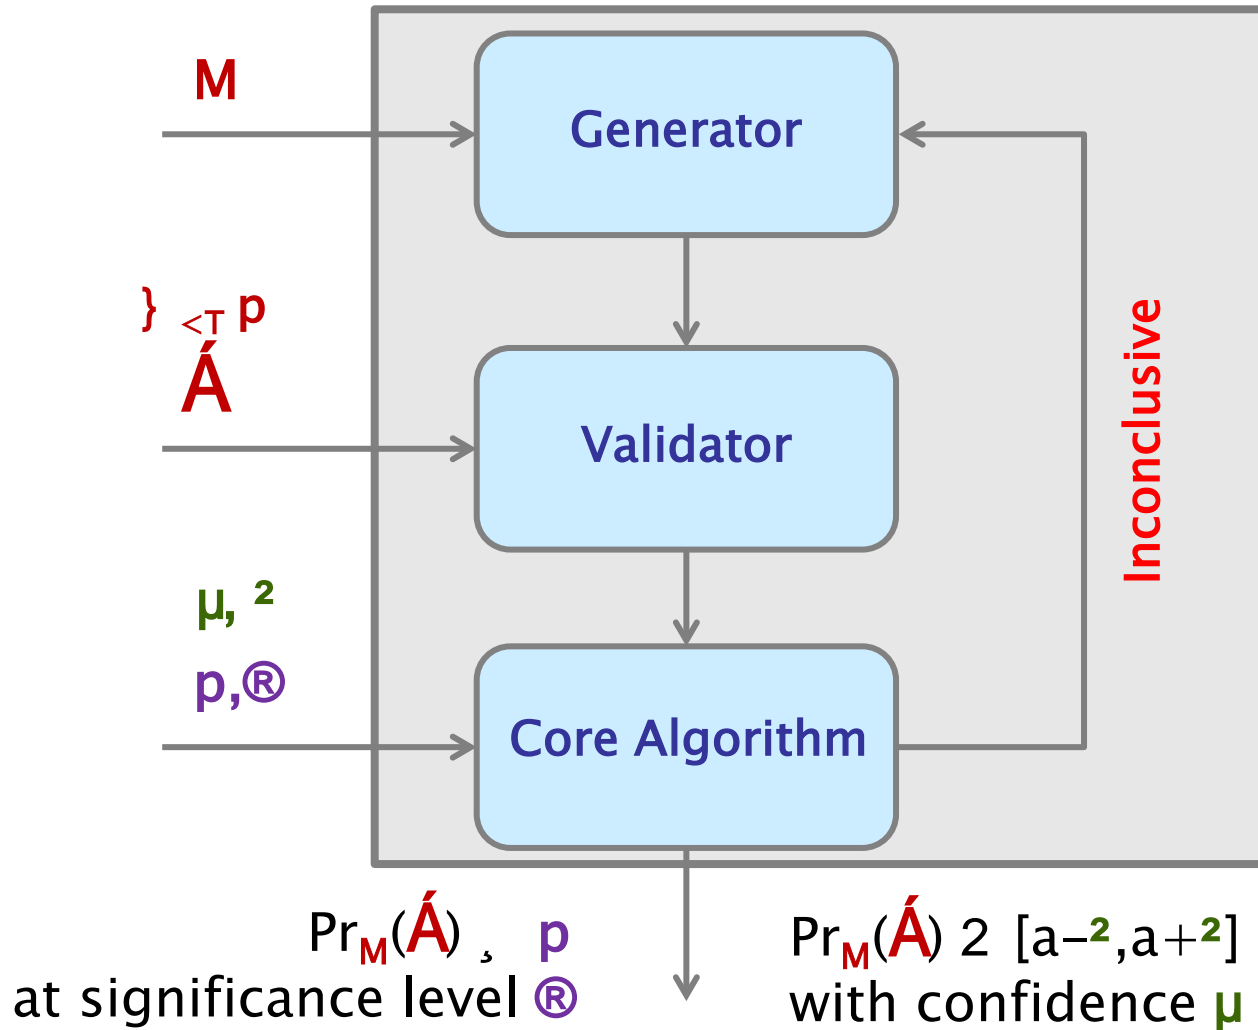 M
Generator
} <T p
Á
Validator
Inconclusive
µ, ²
p,®
Core Algorithm
PrM(Á) ¸ p
at significance level ®
PrM(Á) 2 [a-²,a+²]
with confidence µ